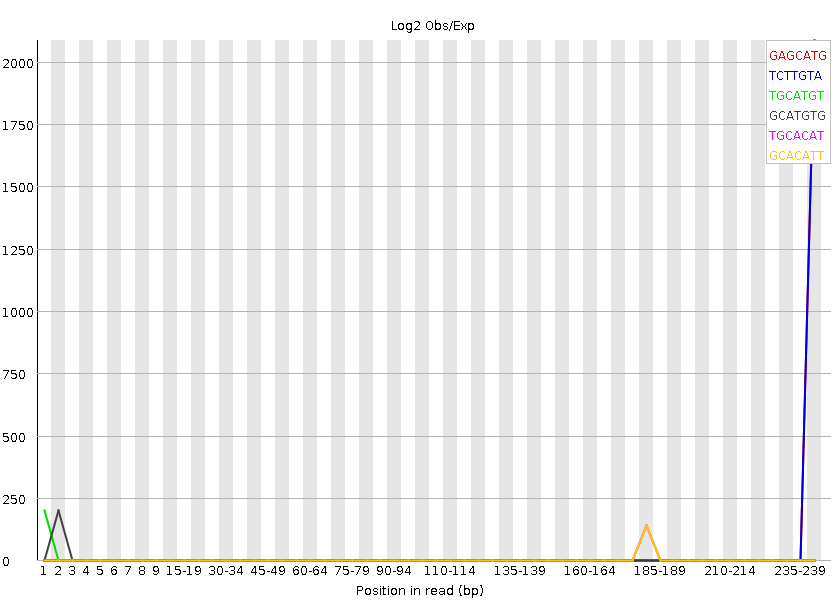 Log2 Obs/Exp
2000
1750
1500
1250
1000
750
500
250
0
GAGCATG
TCTTGTA
TGCATGT
GCATGTG
TGCACAT
GCACATT
1 2 3 4 5 6 7 8 9 15-19 30-34 45-49 60-64 75-79 90-94 110-114 135-139 160-164 185-189 210-214 235-239
Position in read (bp)